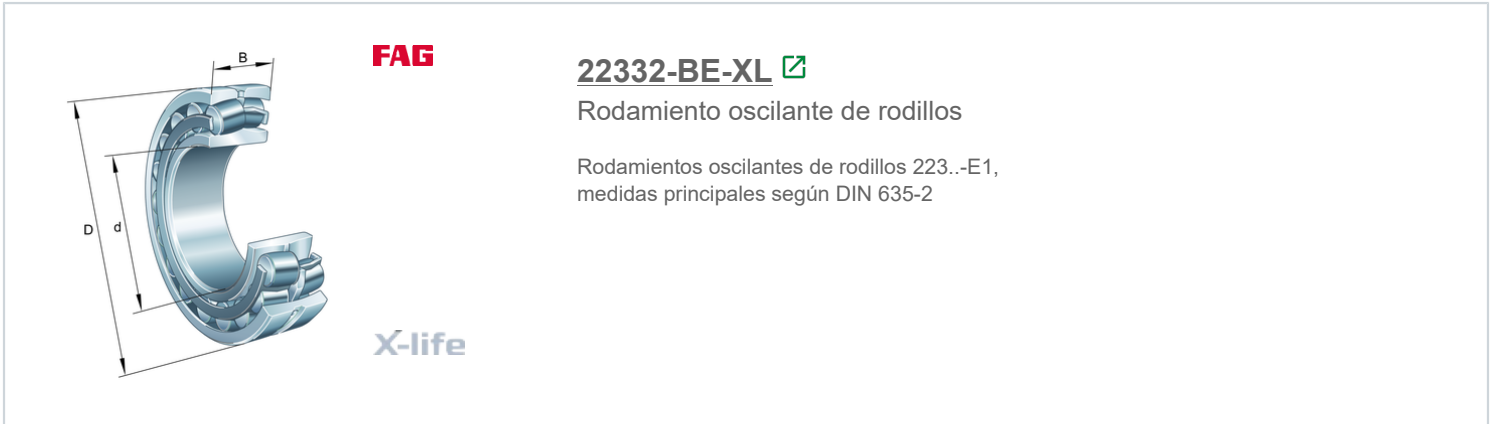 B
D
d
FAG
X-life
22332-BE-XL
Rodamiento oscilante de rodillos
Rodamientos oscilantes de rodillos 223..-E1,
medidas principales según DIN 635-2